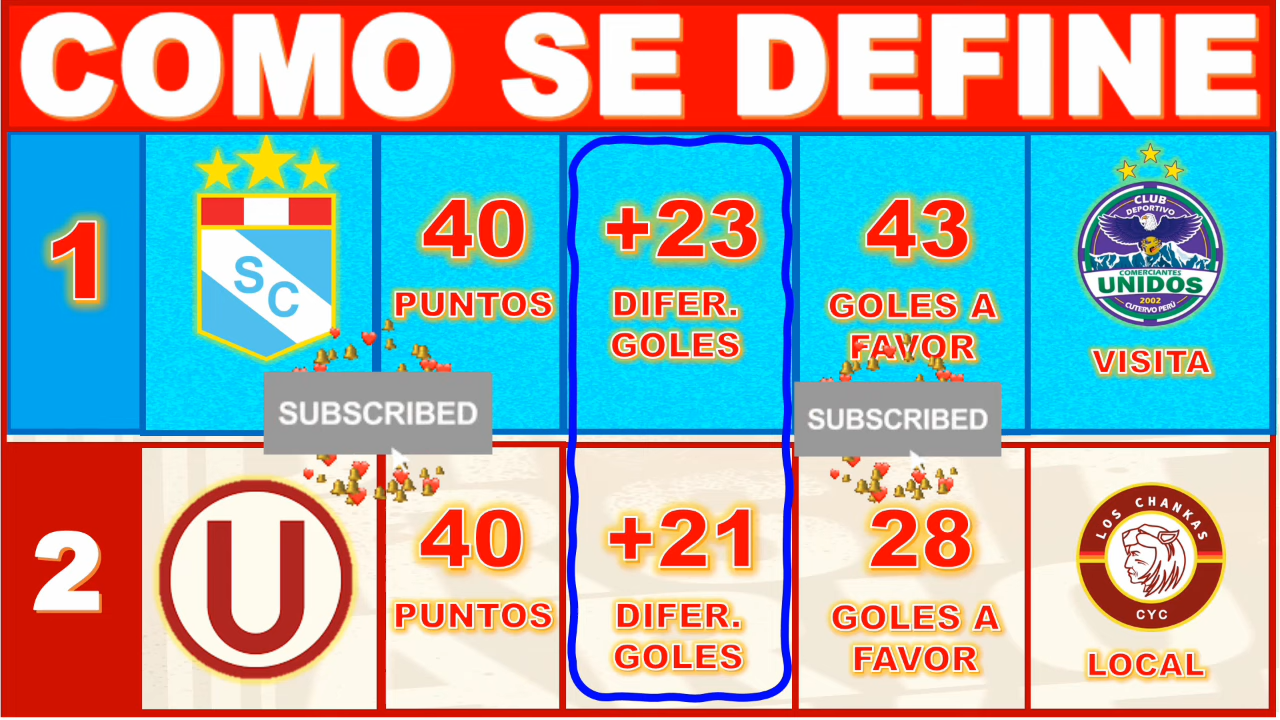 COMO SE DEFINE
1
SC
40
PUNTOS
+23
DIFER.
GOLES
43
GOLES A
FAVOR
CLUB
DEPORTIVO
COMERCIANTES
UNIDOS
2002
CUTERVO PERÚ
VISITA
SUBSCRIBED
SUBSCRIBED
2
U
40
PUNTOS
+21
DIFER.
GOLES
28
GOLES A
FAVOR
LOS CHANKAS
CYC
LOCAL